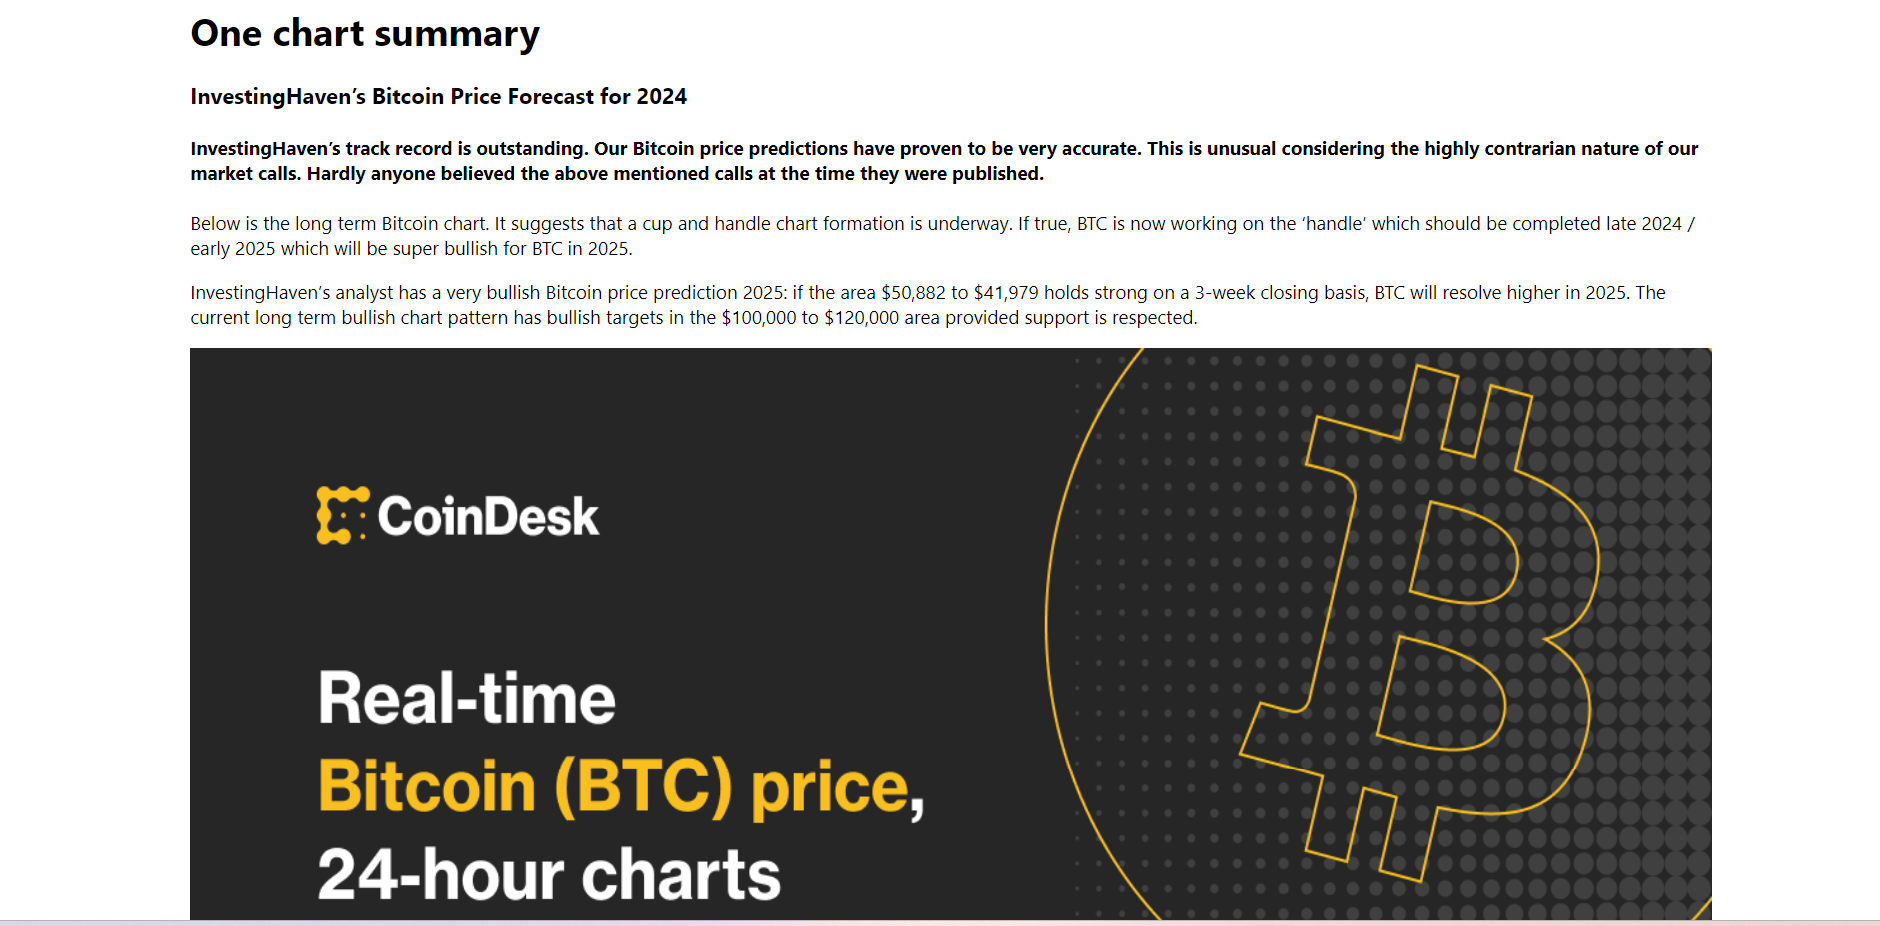 One chart summary
InvestingHaven’s Bitcoin Price Forecast for 2024
InvestingHaven’s track record is outstanding. Our Bitcoin price predictions have proven to be very accurate. This is unusual considering the highly contrarian nature of our
market calls. Hardly anyone believed the above mentioned calls at the time they were published.
Below is the long term Bitcoin chart. It suggests that a cup and handle chart formation is underway. If true, BTC is now working on the ‘handle’ which should be completed late 2024 /
early 2025 which will be super bullish for BTC in 2025.
InvestingHaven’s analyst has a very bullish Bitcoin price prediction 2025: if the area $50,882 to $41,979 holds strong on a 3-week closing basis, BTC will resolve higher in 2025. The
current long term bullish chart pattern has bullish targets in the $100,000 to $120,000 area provided support is respected.
CoinDesk
Real-time
Bitcoin (BTC) price,
24-hour charts